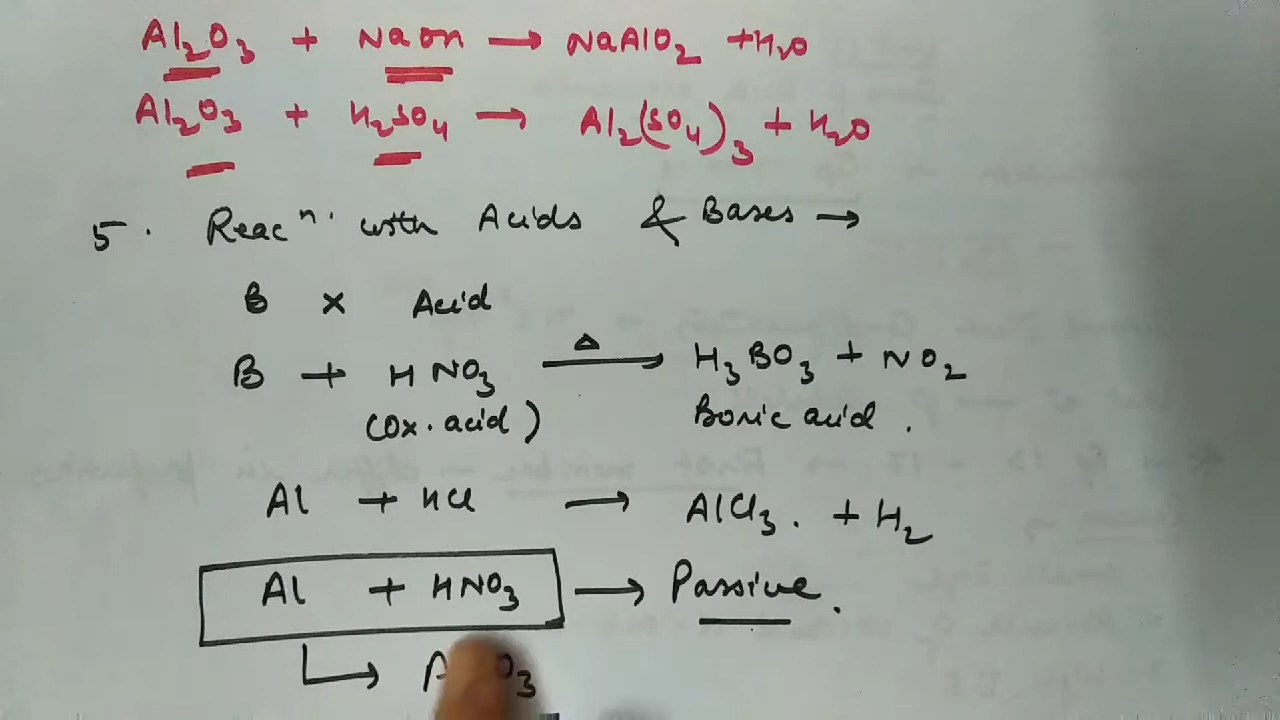 Al₂O₃ + NaOH → NaAlO₂ + H₂O
Al₂O₃ + H₂SO₄ → Al₂(SO₄)₃ + H₂O
5. Reacⁿ. with Acids & Bases →
B × Acid
B + HNO₃ —Δ→ H₃BO₃ + NO₂
(Ox. acid) Boric acid.
Al + HCl → AlCl₃. + H₂
Al + HNO₃ → Passive.